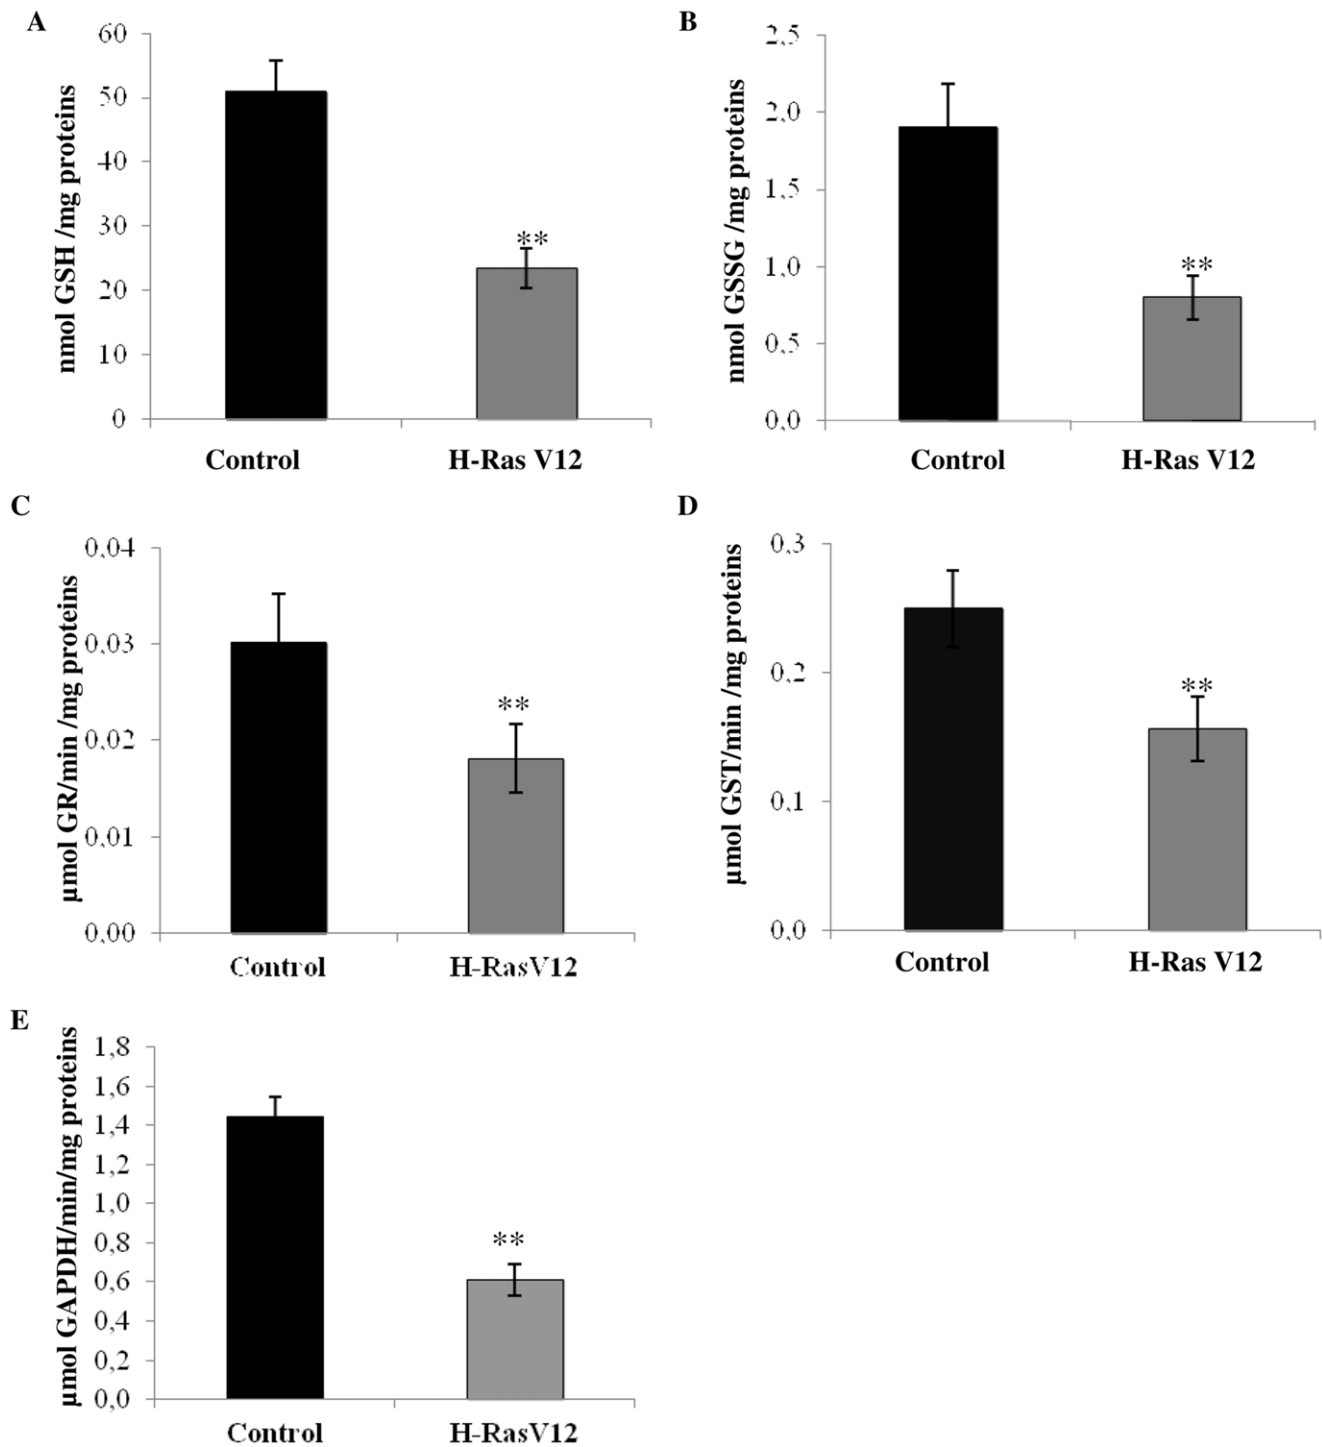 A
nmol GSH /mg proteins
60
50
40
30
20
10
0
**
Control
H-Ras V12
B
nmol GSSG /mg proteins
2,5
2,0
1,5
1,0
0,5
0,0
**
Control
H-Ras V12
C
µmol GR/min /mg proteins
0,04
0,03
0,02
0,01
0,00
**
Control
H-RasV12
D
µmol GST/min /mg proteins
0,3
0,2
0,1
0,0
**
Control
H-Ras V12
E
µmol GAPDH/min/mg proteins
1,8
1,6
1,4
1,2
1,0
0,8
0,6
0,4
0,2
0,0
**
Control
H-RasV12